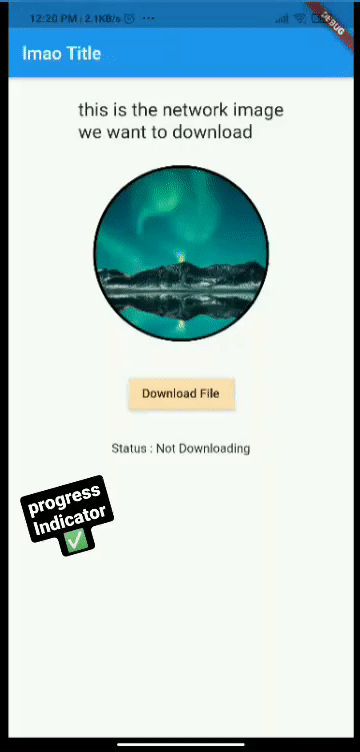 12:20 PM | 2.1KB/s
DEBUG
lmao Title
this is the network image
we want to download
Download File
Status : Not Downloading
progress
Indicator